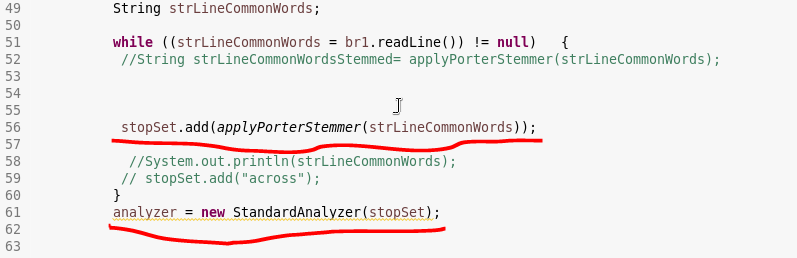 49 String strLineCommonWords;
50
51 while ((strLineCommonWords = br1.readLine()) != null) {
52 //String strLineCommonWordsStemmed= applyPorterStemmer(strLineCommonWords);
53
54
55
56 stopSet.add(applyPorterStemmer(strLineCommonWords));
57
58 //System.out.println(strLineCommonWords);
59 // stopSet.add("across");
60 }
61 analyzer = new StandardAnalyzer(stopSet);
62
63